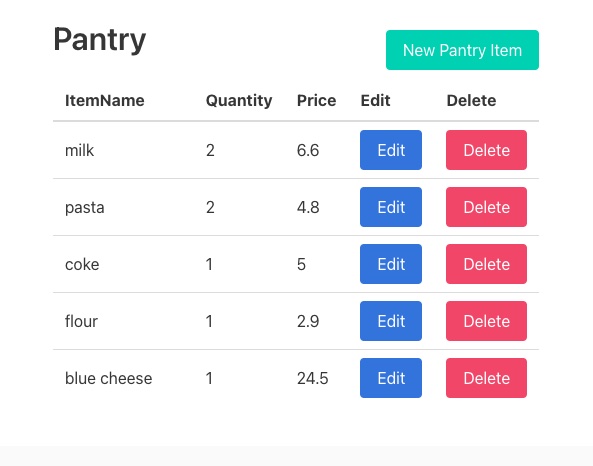 Pantry
New Pantry Item
ItemName Quantity Price Edit Delete
milk 2 6.6 Edit Delete
pasta 2 4.8 Edit Delete
coke 1 5 Edit Delete
flour 1 2.9 Edit Delete
blue cheese 1 24.5 Edit Delete